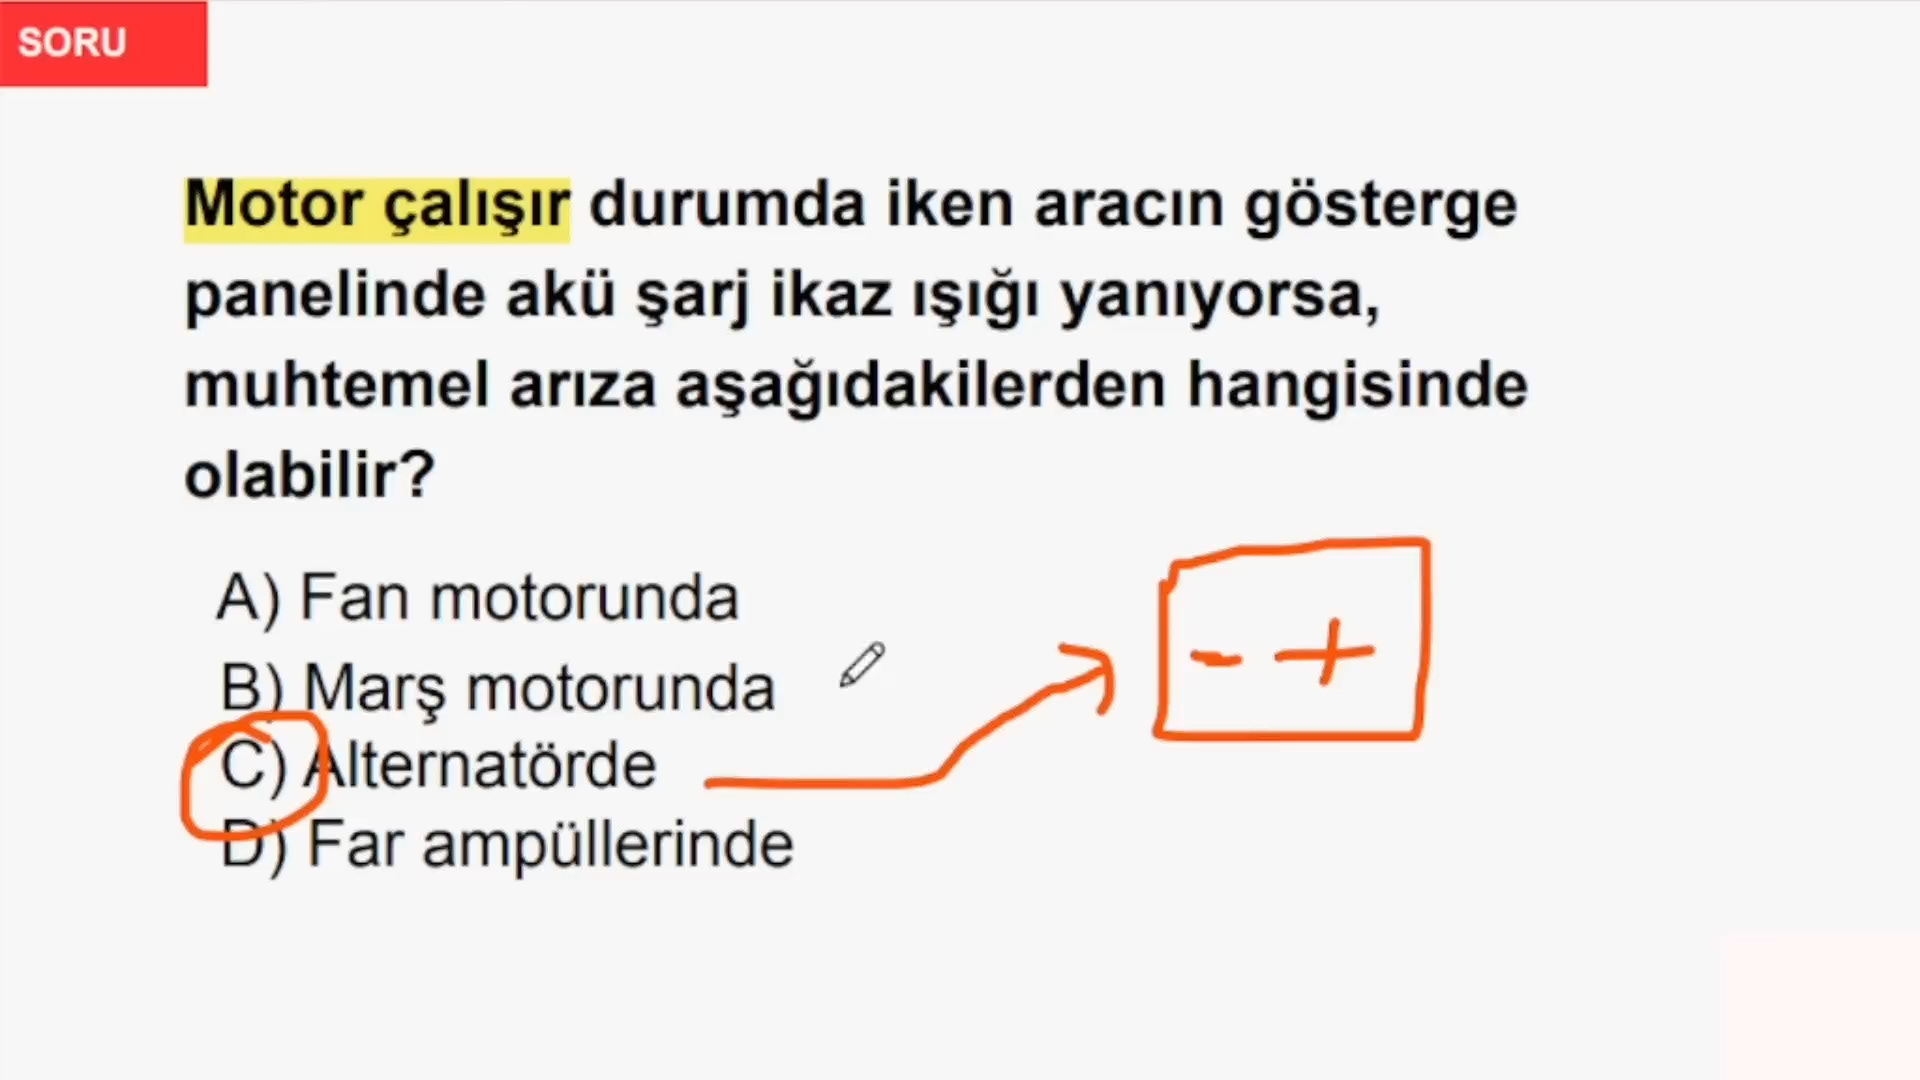 SORU
Motor çalışır durumda iken aracın gösterge
panelinde akü şarj ikaz ışığı yanıyorsa,
muhtemel arıza aşağıdakilerden hangisinde
olabilir?
A) Fan motorunda
B) Marş motorunda
C) Alternatörde
D) Far ampüllerinde
- +